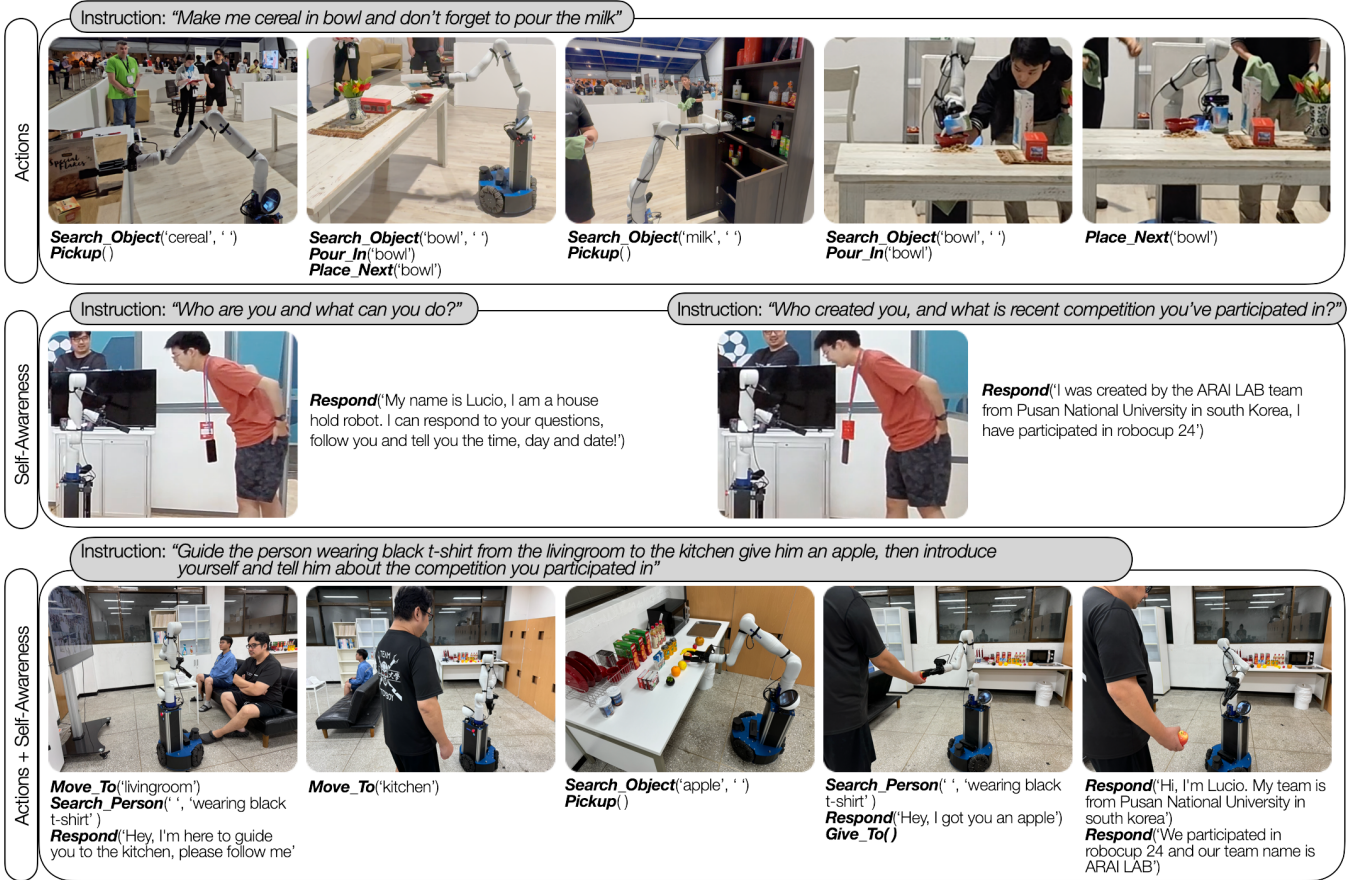 Actions
Instruction: “Make me cereal in bowl and don’t forget to pour the milk”
Special
Flakes
Search_Object(‘cereal’, ‘ ‘)
Pickup( )
Search_Object(‘bowl’, ‘ ‘)
Pour_In(‘bowl’)
Place_Next(‘bowl’)
Search_Object(‘milk’, ‘ ‘)
Pickup( )
Search_Object(‘bowl’, ‘ ‘)
Pour_In(‘bowl’)
Place_Next(‘bowl’)
Self-Awareness
Instruction: “Who are you and what can you do?”
Respond(‘My name is Lucio, I am a house
hold robot. I can respond to your questions,
follow you and tell you the time, day and date!’)
Instruction: “Who created you, and what is recent competition you’ve participated in?”
Respond(‘I was created by the ARAI LAB team
from Pusan National University in south Korea, I
have participated in robocup 24’)
Actions + Self-Awareness
Instruction: “Guide the person wearing black t-shirt from the livingroom to the kitchen give him an apple, then introduce
yourself and tell him about the competition you participated in”
TEAM
Move_To(‘livingroom’)
Search_Person(‘ ‘, ‘wearing black
t-shirt’ )
Respond(‘Hey, I'm here to guide
you to the kitchen, please follow me’
Move_To(‘kitchen’)
Search_Object(‘apple’, ‘ ‘)
Pickup( )
Search_Person(‘ ‘, ‘wearing black
t-shirt’ )
Respond(‘Hey, I got you an apple’)
Give_To( )
Respond(‘Hi, I'm Lucio. My team is
from Pusan National University in
south korea’)
Respond(‘We participated in
robocup 24 and our team name is
ARAI LAB’)